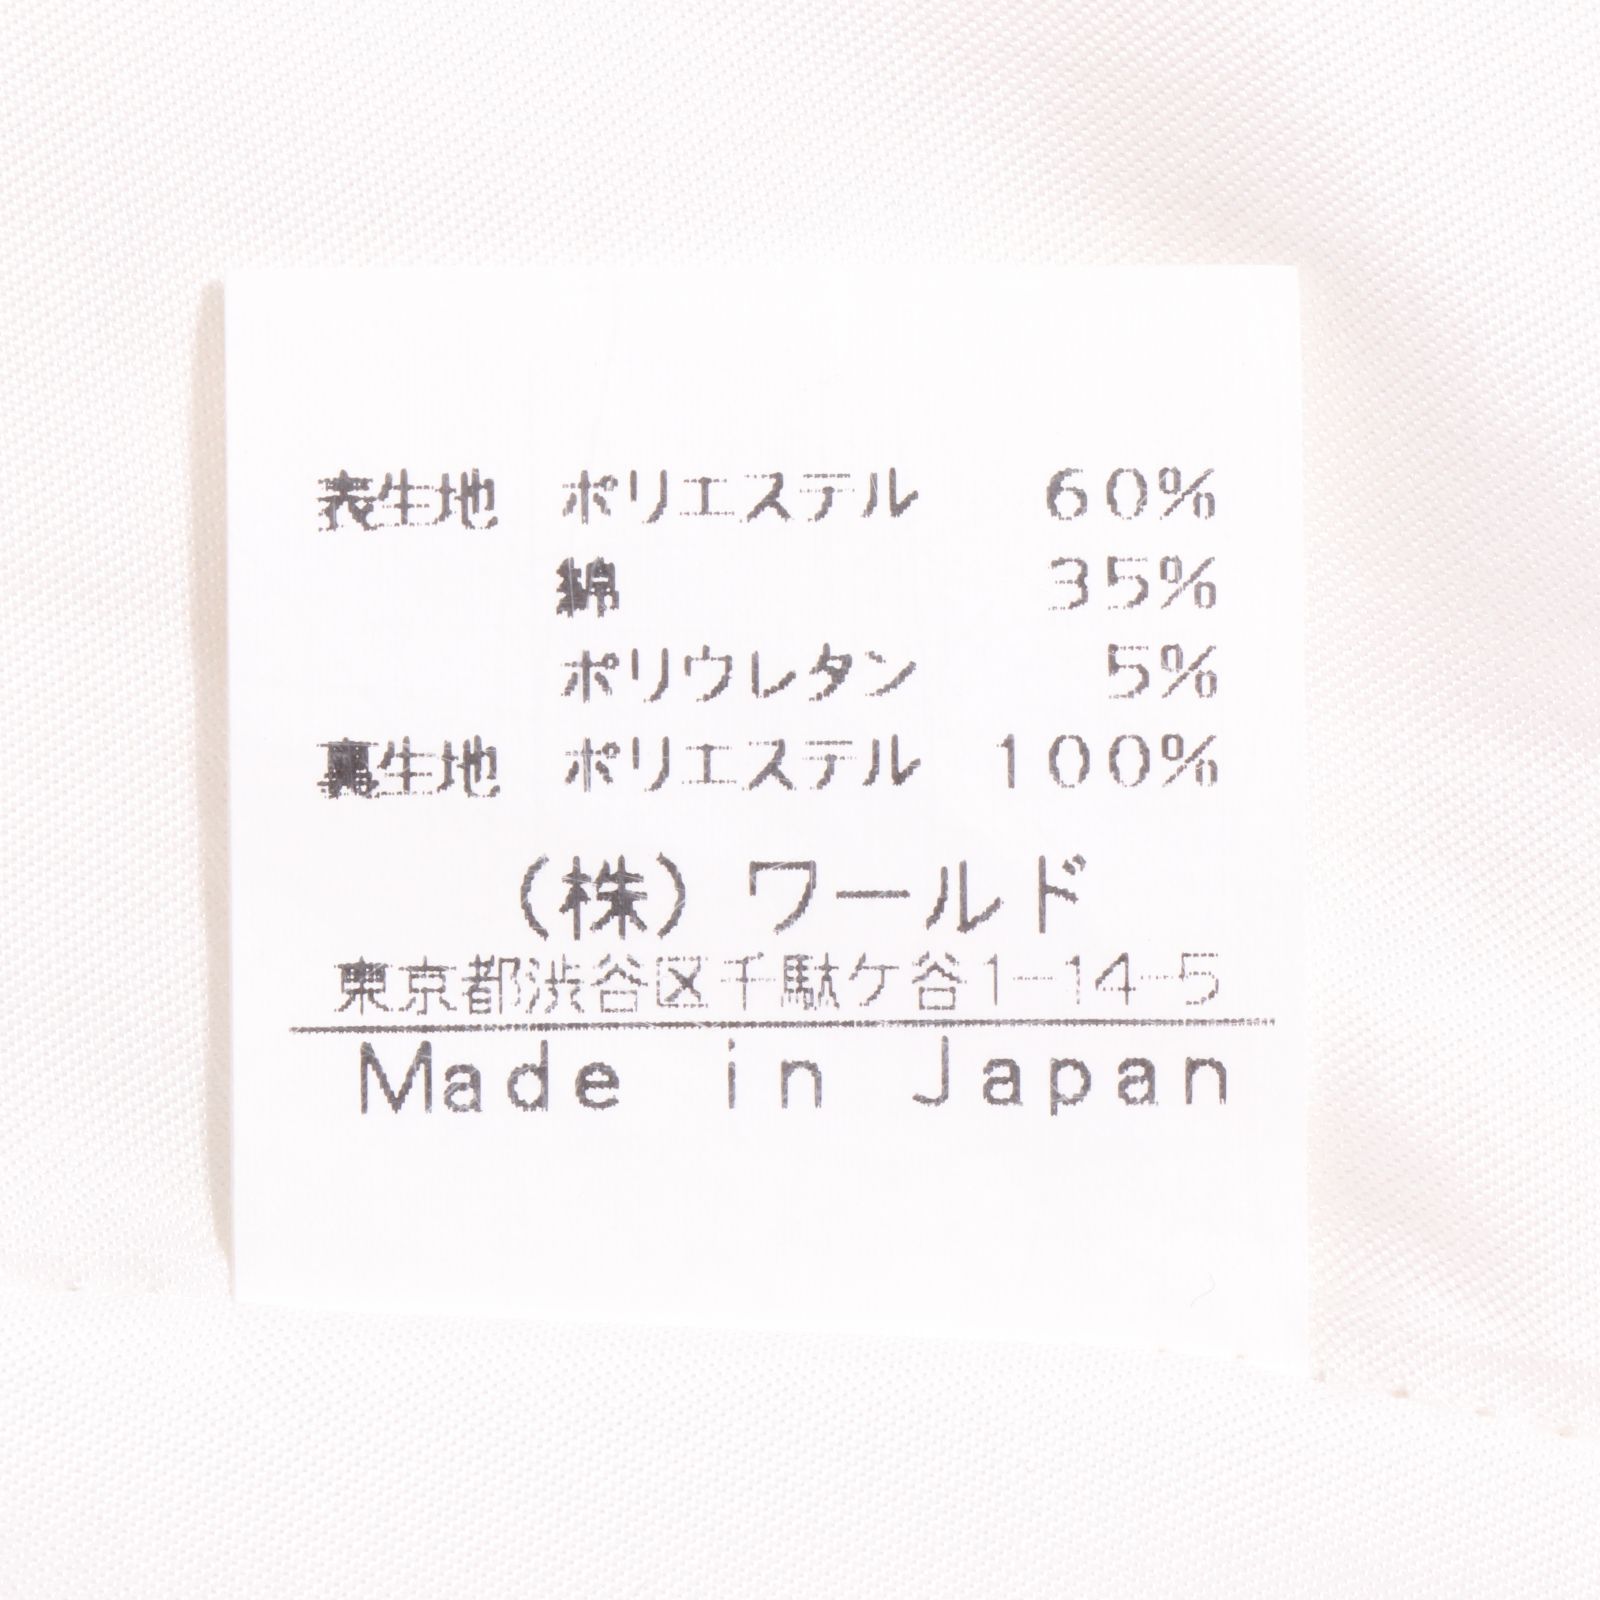 表生地 ポリエステル 60%
綿 35%
ポリウレタン 5%
裏生地 ポリエステル 100%
(株) ワールド
東京都渋谷区千駄ケ谷1-14-5
Made in Japan